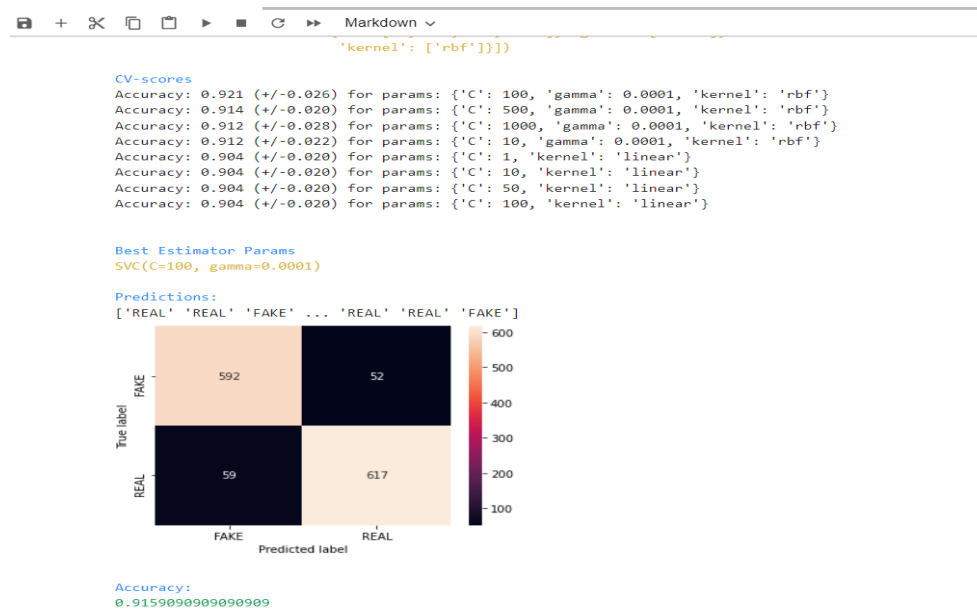 Markdown
'kernel': ['rbf']}])
CV-scores
Accuracy: 0.921 (+/-0.026) for params: {'C': 100, 'gamma': 0.0001, 'kernel': 'rbf'}
Accuracy: 0.914 (+/-0.020) for params: {'C': 500, 'gamma': 0.0001, 'kernel': 'rbf'}
Accuracy: 0.912 (+/-0.028) for params: {'C': 1000, 'gamma': 0.0001, 'kernel': 'rbf'}
Accuracy: 0.912 (+/-0.022) for params: {'C': 10, 'gamma': 0.0001, 'kernel': 'rbf'}
Accuracy: 0.904 (+/-0.020) for params: {'C': 1, 'kernel': 'linear'}
Accuracy: 0.904 (+/-0.020) for params: {'C': 10, 'kernel': 'linear'}
Accuracy: 0.904 (+/-0.020) for params: {'C': 50, 'kernel': 'linear'}
Accuracy: 0.904 (+/-0.020) for params: {'C': 100, 'kernel': 'linear'}
Best Estimator Params
SVC(C=100, gamma=0.0001)
Predictions:
['REAL' 'REAL' 'FAKE' ... 'REAL' 'REAL' 'FAKE']
600
500
400
300
200
100
True label
FAKE
592
52
REAL
59
617
FAKE
REAL
Predicted label
Accuracy:
0.9159090909090909